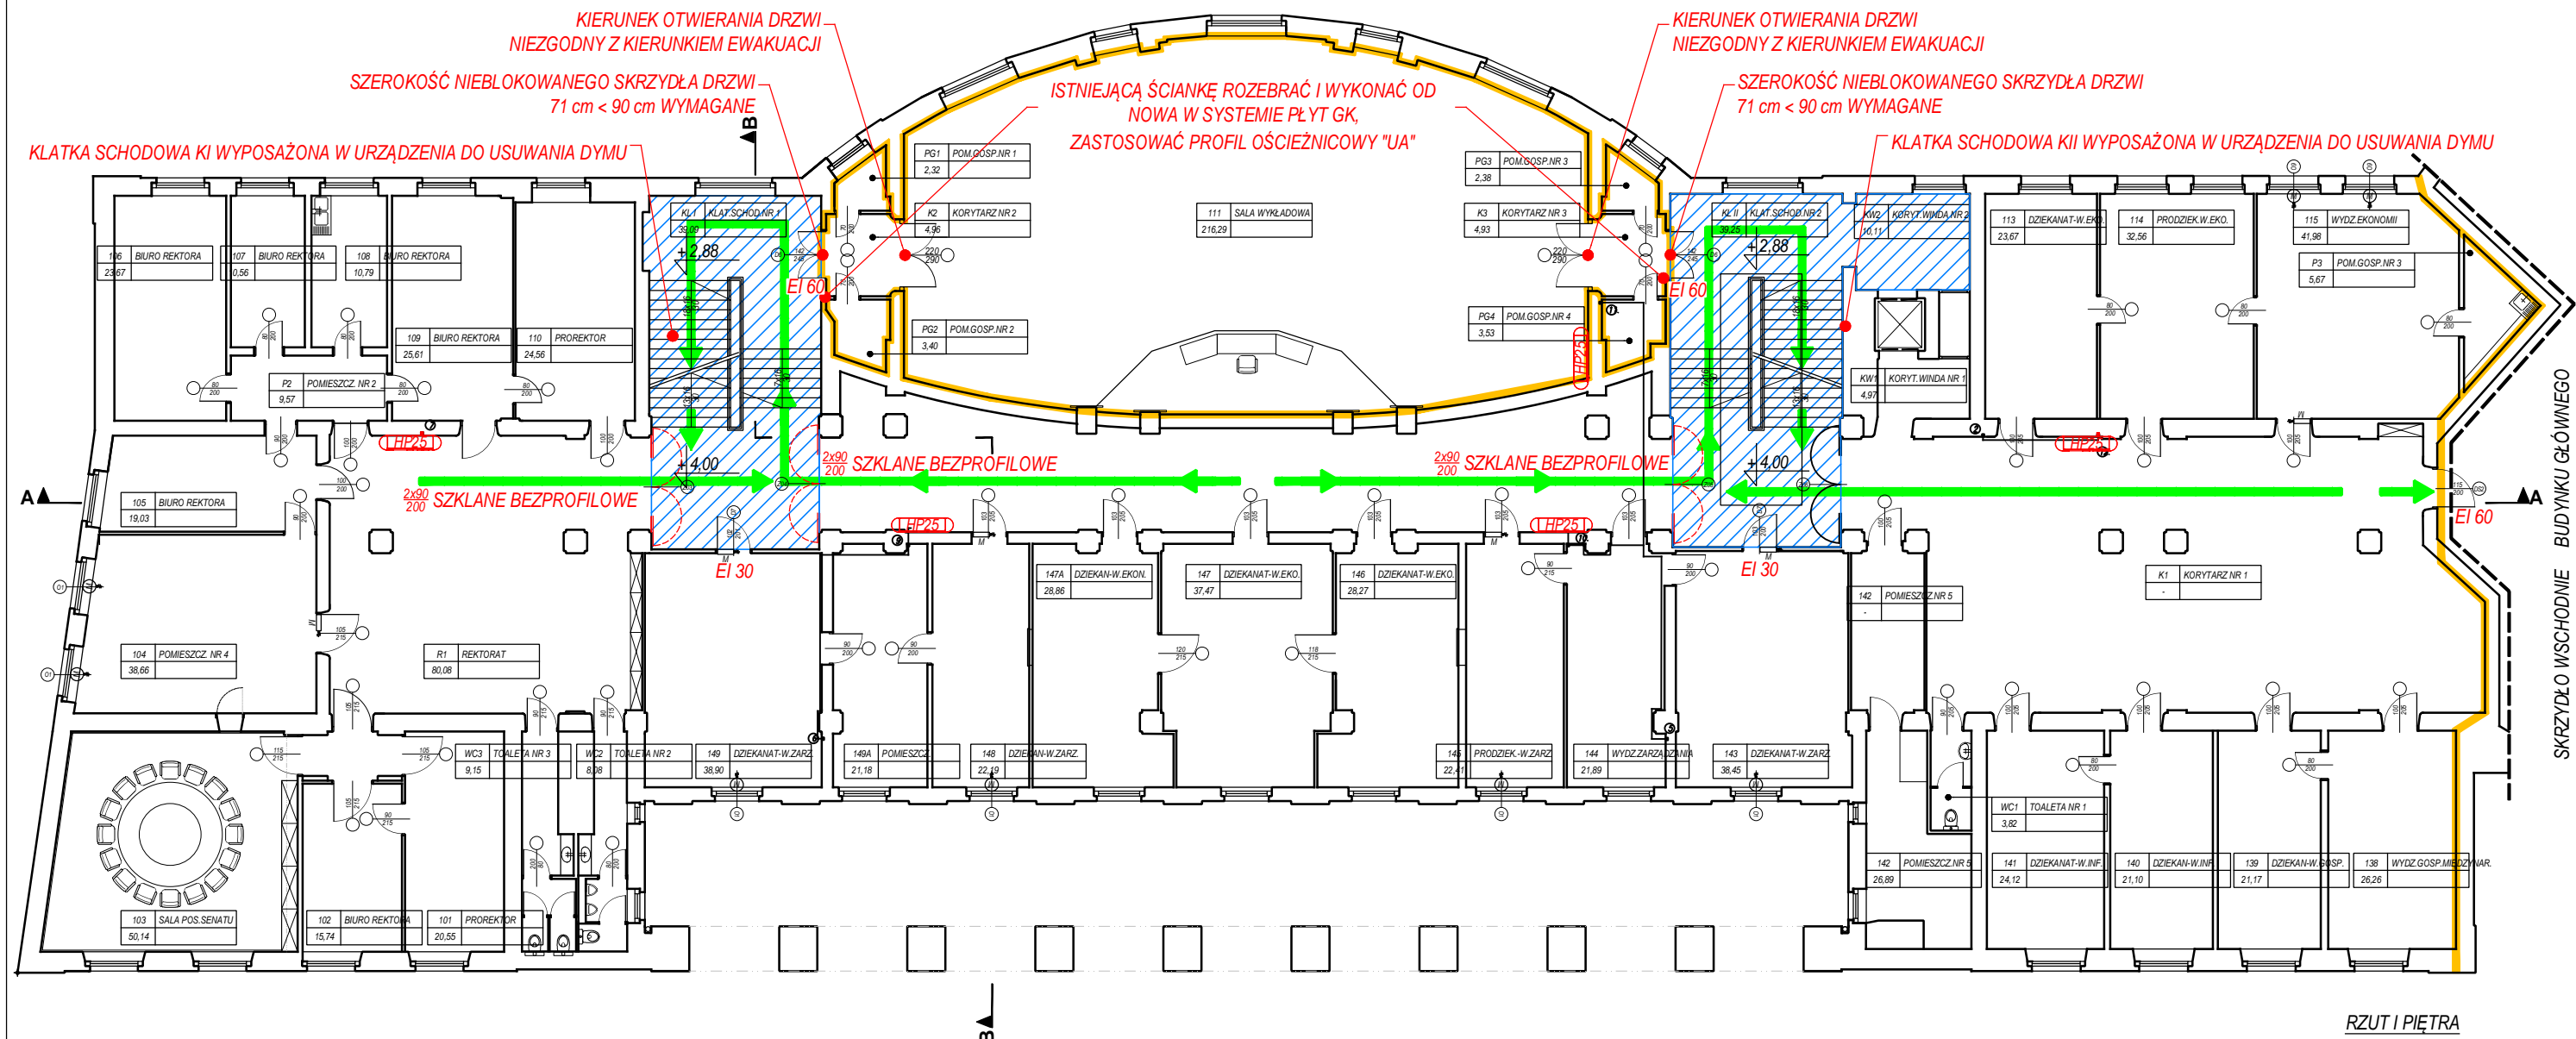 KIERUNEK OTWIERANIA DRZWI
NIEZGODNY Z KIERUNKIEM EWAKUACJI
SZEROKOŚĆ NIEBLOKOWANEGO SKRZYDŁA DRZWI
71 cm < 90 cm WYMAGANE
KLATKA SCHODOWA KI WYPOSAŻONA W URZĄDZENIA DO USUWANIA DYMU
B
ISTNIEJĄCĄ ŚCIANKĘ ROZEBRAĆ I WYKONAĆ OD
NOWA W SYSTEMIE PŁYT GK,
ZASTOSOWAĆ PROFIL OŚCIEŻNICOWY "UA"
KIERUNEK OTWIERANIA DRZWI
NIEZGODNY Z KIERUNKIEM EWAKUACJI
SZEROKOŚĆ NIEBLOKOWANEGO SKRZYDŁA DRZWI
71 cm < 90 cm WYMAGANE
KLATKA SCHODOWA KII WYPOSAŻONA W URZĄDZENIA DO USUWANIA DYMU
PG1 POM.GOSP.NR 1
2,32
PG3 POM.GOSP.NR 3
2,38
KL I KLAT.SCHOD.NR 1
39,09
K2 KORYTARZ NR 2
4,96
111 SALA WYKŁADOWA
216,29
K3 KORYTARZ NR 3
4,93
KL II KLAT.SCHOD.NR 2
39,25
KW2 KORYT.WINDA NR 2
10,11
113 DZIEKANAT-W.EKO.
23,67
114 PRODZIEK.W.EKO.
32,56
115 WYDZ.EKONOMII
41,98
106 BIURO REKTORA
23,67
107 BIURO REKTORA
10,56
108 BIURO REKTORA
10,79
+2,88
+2,88
220
290
220
290
P3 POM.GOSP.NR 3
5,67
EI 60
EI 60
109 BIURO REKTORA
25,61
110 PROREKTOR
24,56
PG2 POM.GOSP.NR 2
3,40
PG4 POM.GOSP.NR 4
3,53
HP25
P2 POMIESZCZ. NR 2
9,57
KW1 KORYT.WINDA NR 1
4,97
HP25
HP25
+4,00
+4,00
2x90
200 SZKLANE BEZPROFILOWE
2x90
200 SZKLANE BEZPROFILOWE
2x90
200 SZKLANE BEZPROFILOWE
A
A
105 BIURO REKTORA
19,03
HP25
HP25
EI 60
EI 30
EI 30
147A DZIEKAN-W.EKON.
28,86
147 DZIEKANAT-W.EKO.
37,47
146 DZIEKANAT-W.EKO.
28,27
142 POMIESZCZ.NR 5
-
K1 KORYTARZ NR 1
-
104 POMIESZCZ. NR 4
38,66
R1 REKTORAT
80,08
WC3 TOALETA NR 3
9,15
WC2 TOALETA NR 2
8,08
149 DZIEKANAT-W.ZARZ.
38,90
149A POMIESZCZ.
21,18
148 DZIEKAN-W.ZARZ.
22,19
145 PRODZIEK.-W.ZARZ.
22,41
144 WYDZ.ZARZĄDZANIA
21,89
143 DZIEKANAT-W.ZARZ.
38,45
WC1 TOALETA NR 1
3,82
142 POMIESZCZ.NR 5
26,89
141 DZIEKANAT-W.INF.
24,12
140 DZIEKAN-W.INF.
21,10
139 DZIEKAN-W.GOSP.
21,17
138 WYDZ.GOSP.MIĘDZYNAR.
26,26
103 SALA POS.SENATU
50,14
102 BIURO REKTORA
15,74
101 PROREKTOR
20,55
SKRZYDŁO WSCHODNIE BUDYNKU GŁÓWNEGO
B
RZUT I PIĘTRA